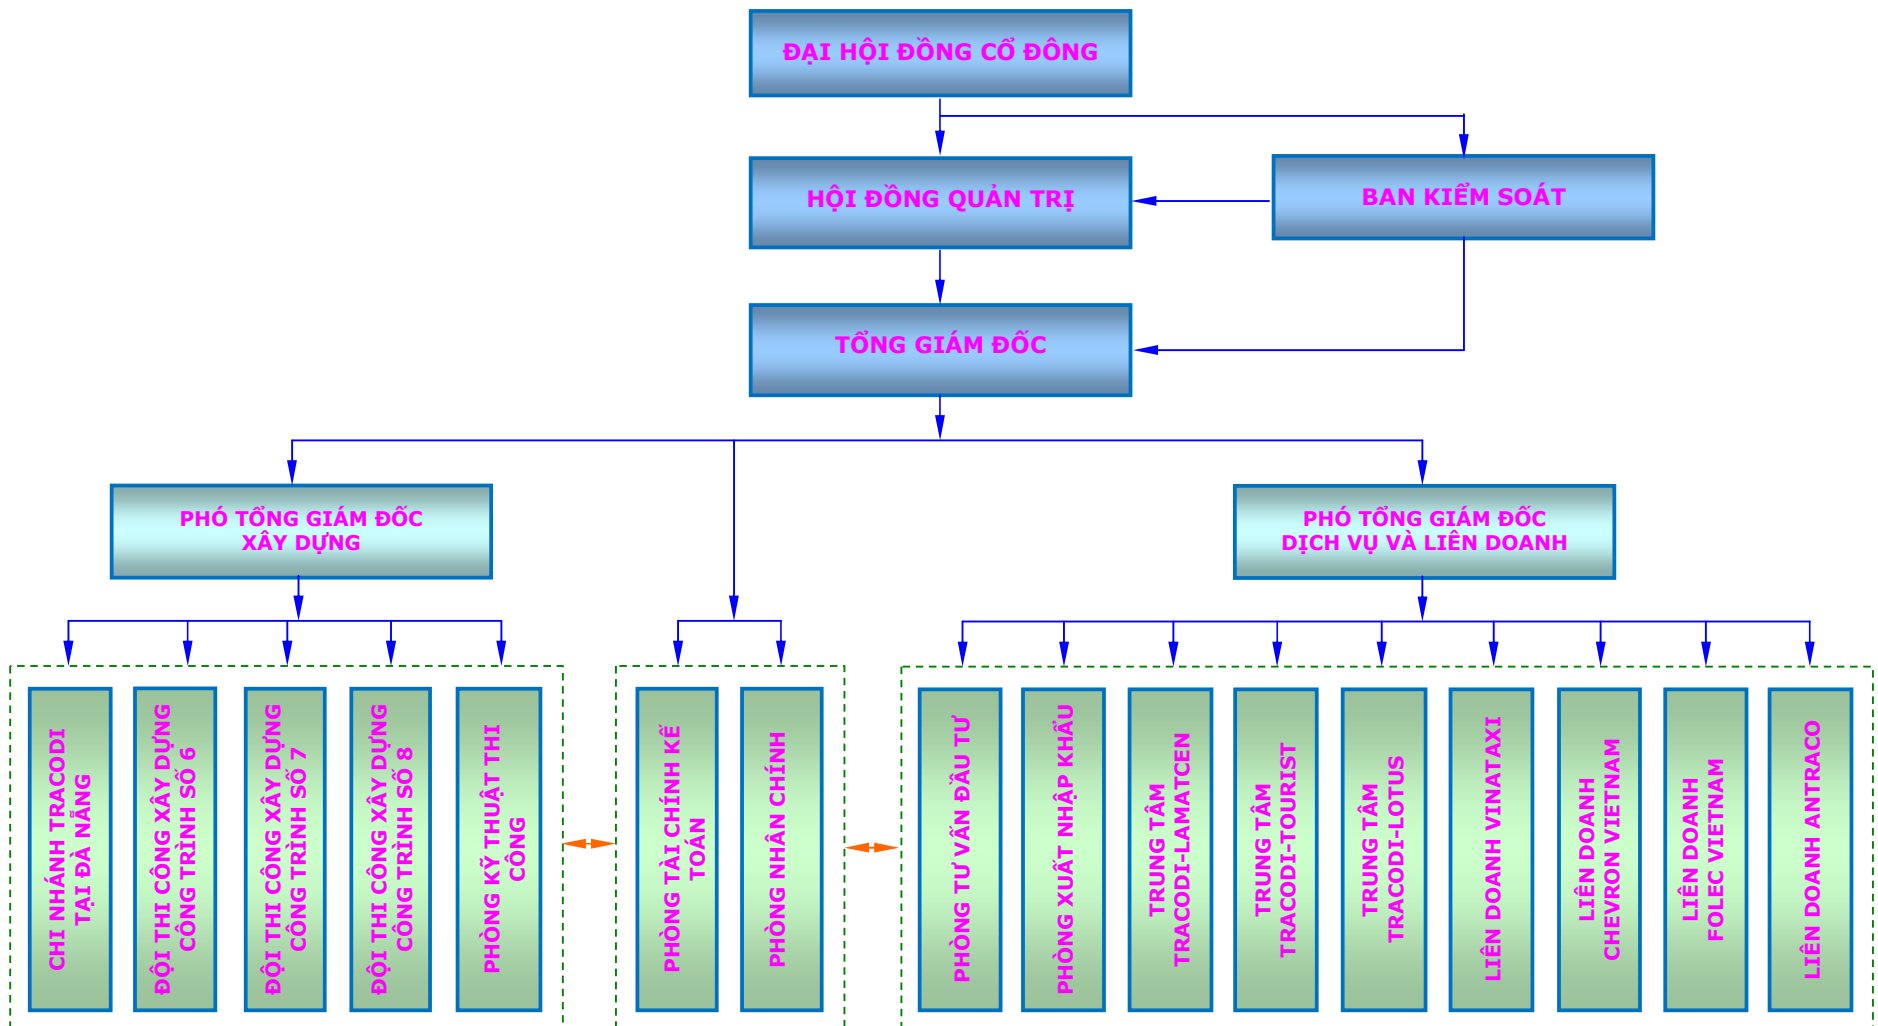 ĐẠI HỘI ĐỒNG CỔ ĐÔNG
HỘI ĐỒNG QUẢN TRỊ
BAN KIỂM SOÁT
TỔNG GIÁM ĐỐC
PHÓ TỔNG GIÁM ĐỐC
XÂY DỰNG
PHÓ TỔNG GIÁM ĐỐC
DỊCH VỤ VÀ LIÊN DOANH
CHI NHÁNH TRACODI
TẠI ĐÀ NẴNG
ĐỘI THI CÔNG XÂY DỰNG
CÔNG TRÌNH SỐ 6
ĐỘI THI CÔNG XÂY DỰNG
CÔNG TRÌNH SỐ 7
ĐỘI THI CÔNG XÂY DỰNG
CÔNG TRÌNH SỐ 8
PHÒNG KỸ THUẬT THI
CÔNG
PHÒNG TÀI CHÍNH KẾ
TOÁN
PHÒNG NHÂN CHÍNH
PHÒNG TƯ VẤN ĐẦU TƯ
PHÒNG XUẤT NHẬP KHẨU
TRUNG TÂM
TRACODI-LAMATCEN
TRUNG TÂM
TRACODI-TOURIST
TRUNG TÂM
TRACODI-LOTUS
LIÊN DOANH VINATAXI
LIÊN DOANH
CHEVRON VIETNAM
LIÊN DOANH
FOLEC VIETNAM
LIÊN DOANH ANTRACO